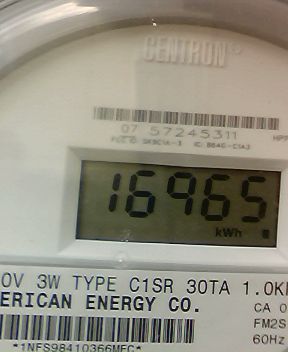 CENTRON®
07 57245311
16965
kWh
0V 3W TYPE C1SR 30TA 1.0K
ERICAN ENERGY CO.
CA 0
FM2S
60Hz
*1NFS98410366MFC*